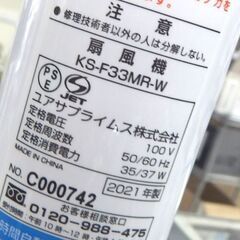 ●修理技術者以外の人は分解しない。
扇風機
KS-F33MR-W
PS
E
S
JET
ユアサプライムス株式会社
定格電圧 100 V
定格周波数 50/60 Hz
定格消費電力 35/37 W
MADE IN CHINA 2021年製
No. C000742
お客様相談窓口
0120-988-475